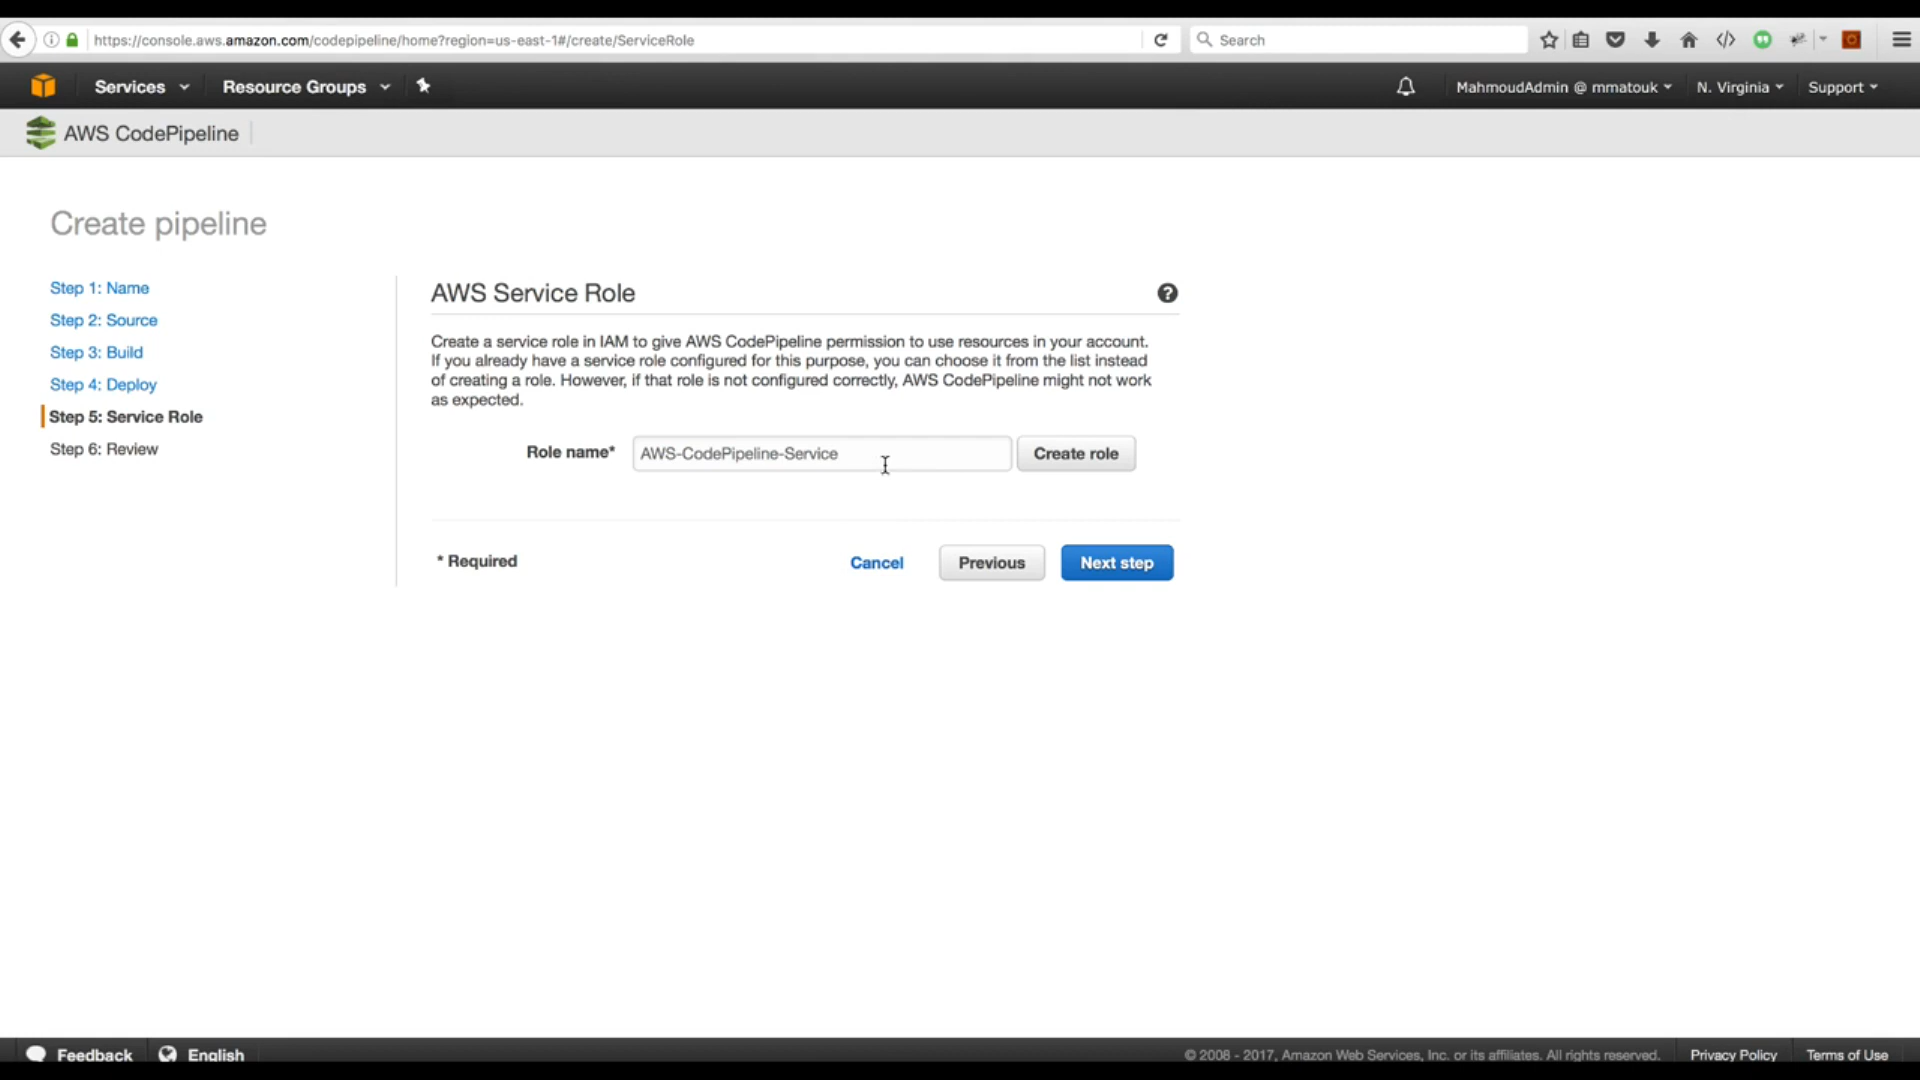 https://console.aws.amazon.com/codepipeline/home?region=us-east-1#/create/ServiceRole
Search
Services
Resource Groups
MahmoudAdmin @ mmatouk
N. Virginia
Support
AWS CodePipeline
Create pipeline
Step 1: Name
Step 2: Source
Step 3: Build
Step 4: Deploy
Step 5: Service Role
Step 6: Review
AWS Service Role
Create a service role in IAM to give AWS CodePipeline permission to use resources in your account.
If you already have a service role configured for this purpose, you can choose it from the list instead
of creating a role. However, if that role is not configured correctly, AWS CodePipeline might not work
as expected.
Role name*
AWS-CodePipeline-Service
Create role
* Required
Cancel
Previous
Next step
Feedback
English
© 2008 - 2017, Amazon Web Services, Inc. or its affiliates. All rights reserved.
Privacy Policy
Terms of Use